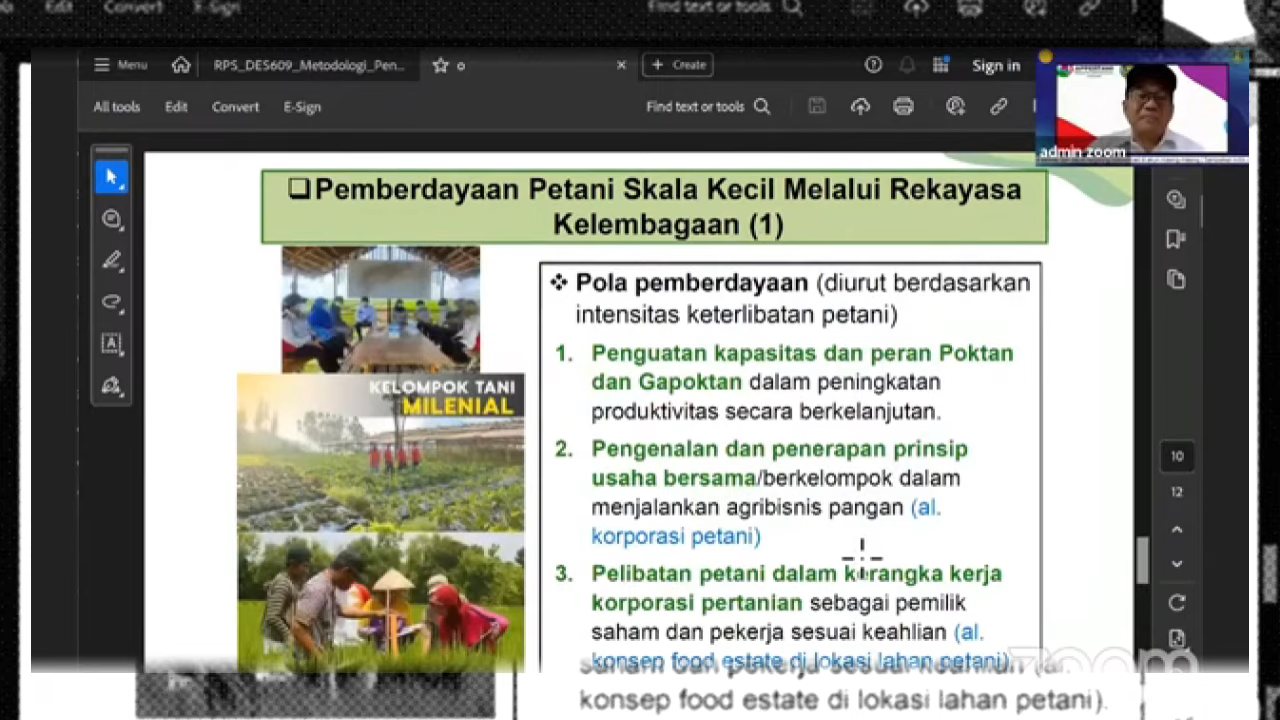 Edit
Convert
E-Sign
Find text or tools
Menu
RPS_DES609_Metodologi_Pen...
Create
Sign in
All tools
Edit
Convert
E-Sign
Find text or tools
admin zoom
Pemberdayaan Petani Skala Kecil Melalui Rekayasa
Kelembagaan (1)
KELOMPOK TANI
MILENIAL
Pola pemberdayaan (diurut berdasarkan
intensitas keterlibatan petani)
1. Penguatan kapasitas dan peran Poktan
dan Gapoktan dalam peningkatan
produktivitas secara berkelanjutan.
2. Pengenalan dan penerapan prinsip
usaha bersama/berkelompok dalam
menjalankan agribisnis pangan (al.
korporasi petani)
3. Pelibatan petani dalam kerangka kerja
korporasi pertanian sebagai pemilik
saham dan pekerja sesuai keahlian (al.
konsep food estate di lokasi lahan petani)
konsep food estate di lokasi lahan petani).
10
12
zoom